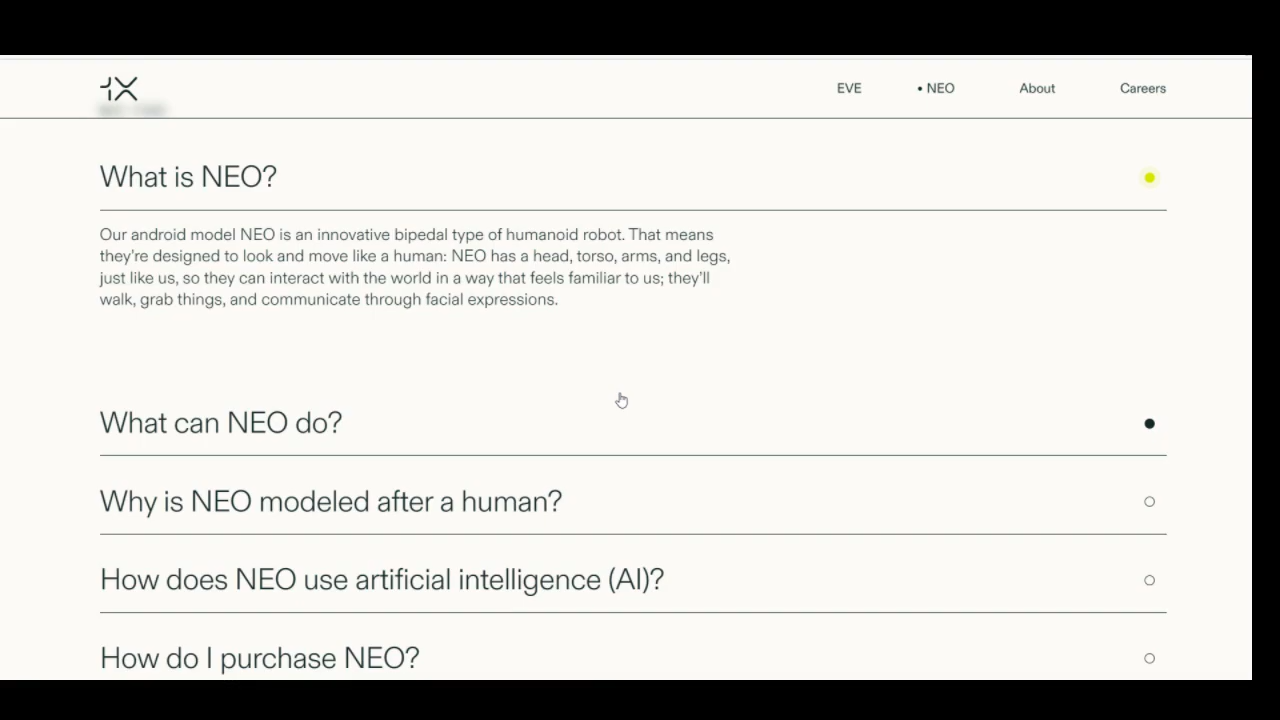 1X
EVE
• NEO
About
Careers
What is NEO?
Our android model NEO is an innovative bipedal type of humanoid robot. That means
they're designed to look and move like a human: NEO has a head, torso, arms, and legs,
just like us, so they can interact with the world in a way that feels familiar to us; they'll
walk, grab things, and communicate through facial expressions.
What can NEO do?
Why is NEO modeled after a human?
How does NEO use artificial intelligence (AI)?
How do I purchase NEO?